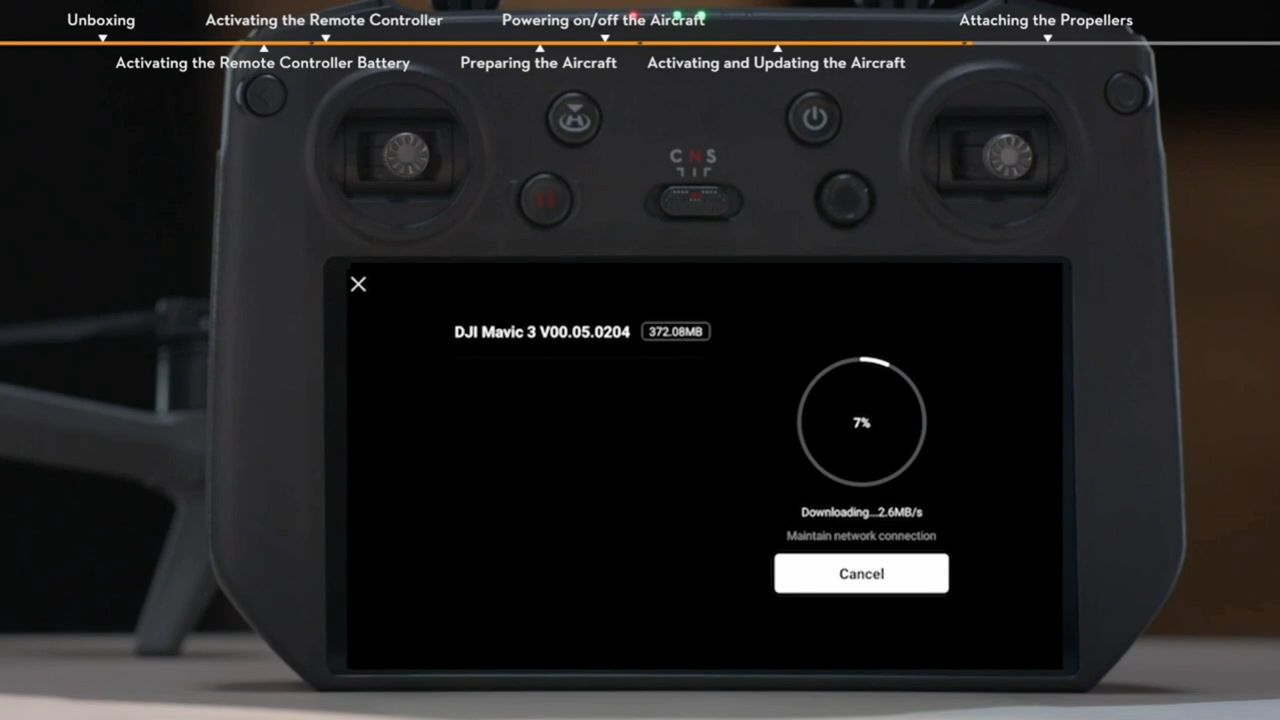 Unboxing
Activating the Remote Controller
Powering on/off the Aircraft
Attaching the Propellers
Activating the Remote Controller Battery
Preparing the Aircraft
Activating and Updating the Aircraft
C N S
DJI Mavic 3 V00.05.0204 372.08MB
7%
Downloading...2.6MB/s
Maintain network connection
Cancel